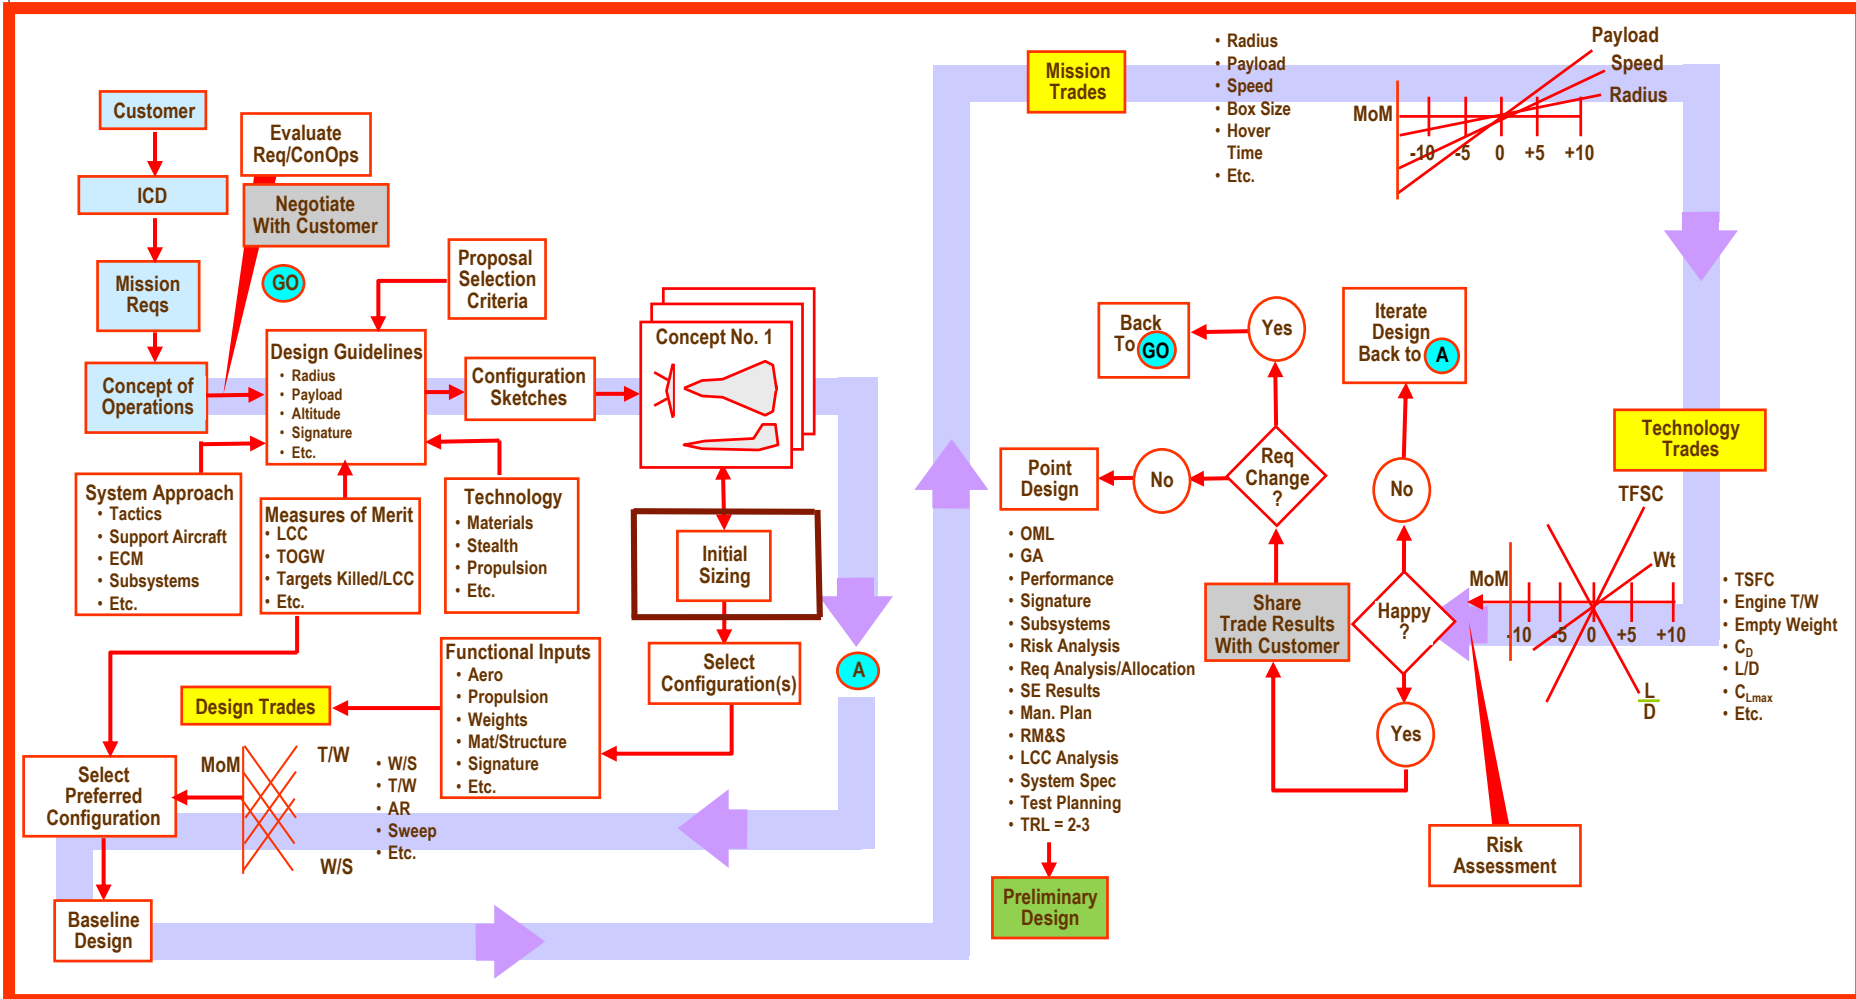 Customer
ICD
Mission
Reqs
Concept of
Operations
Evaluate
Req/ConOps
Negotiate
With Customer
GO
Proposal
Selection
Criteria
Design Guidelines
• Radius
• Payload
• Altitude
• Signature
• Etc.
Configuration
Sketches
Concept No. 1
System Approach
• Tactics
• Support Aircraft
• ECM
• Subsystems
• Etc.
Measures of Merit
• LCC
• TOGW
• Targets Killed/LCC
• Etc.
Technology
• Materials
• Stealth
• Propulsion
• Etc.
Initial
Sizing
Select
Configuration(s)
A
Functional Inputs
• Aero
• Propulsion
• Weights
• Mat/Structure
• Signature
• Etc.
Design Trades
MoM
T/W
W/S
• W/S
• T/W
• AR
• Sweep
• Etc.
Select
Preferred
Configuration
Baseline
Design
Mission
Trades
• Radius
• Payload
• Speed
• Box Size
• Hover
Time
• Etc.
Payload
Speed
Radius
MoM
-10 -5 0 +5 +10
Technology
Trades
TFSC
Wt
MoM
-10 -5 0 +5 +10
L
D
• TSFC
• Engine T/W
• Empty Weight
• CD
• L/D
• CLmax
• Etc.
Risk
Assessment
Happy
?
No
Iterate
Design
Back to A
Yes
Share
Trade Results
With Customer
Req
Change
?
Yes
Back
To GO
No
Point
Design
• OML
• GA
• Performance
• Signature
• Subsystems
• Risk Analysis
• Req Analysis/Allocation
• SE Results
• Man. Plan
• RM&S
• LCC Analysis
• System Spec
• Test Planning
• TRL = 2-3
Preliminary
Design